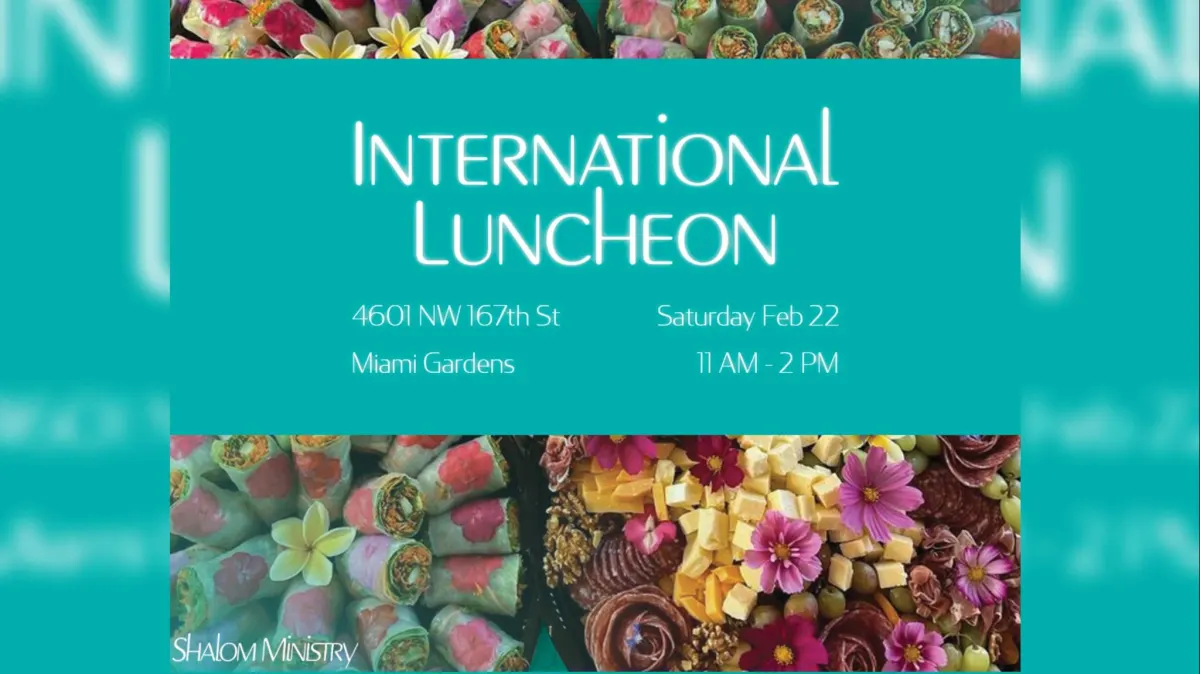 INTERNATIONAL
LUNCHEON
4601 NW 167th St
Saturday Feb 22
Miami Gardens
11 AM - 2 PM
SHALOM MINISTRY